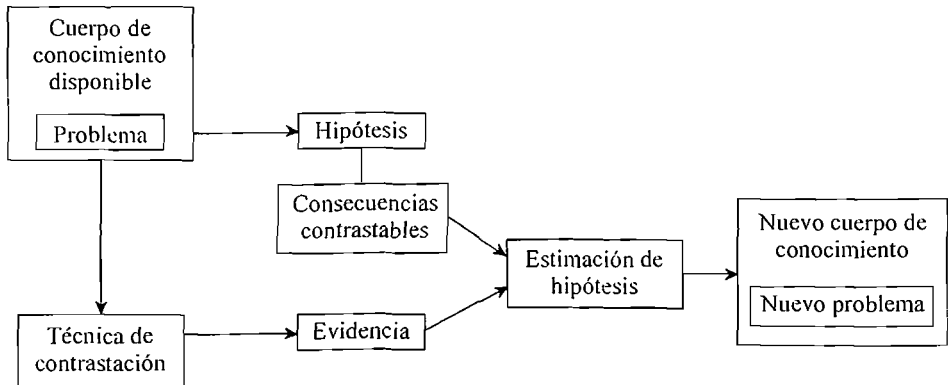 Cuerpo de
conocimiento
disponible
Problema
Hipótesis
Consecuencias
contrastables
Técnica de
contrastación
Evidencia
Estimación de
hipótesis
Nuevo cuerpo de
conocimiento
Nuevo problema